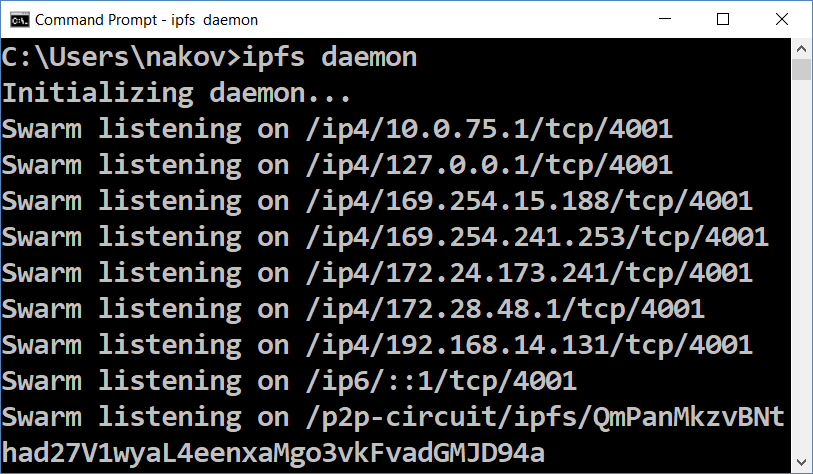 Command Prompt - ipfs  daemon
C:\Users\nakov>ipfs daemon
Initializing daemon...
Swarm listening on /ip4/10.0.75.1/tcp/4001
Swarm listening on /ip4/127.0.0.1/tcp/4001
Swarm listening on /ip4/169.254.15.188/tcp/4001
Swarm listening on /ip4/169.254.241.253/tcp/4001
Swarm listening on /ip4/172.24.173.241/tcp/4001
Swarm listening on /ip4/172.28.48.1/tcp/4001
Swarm listening on /ip4/192.168.14.131/tcp/4001
Swarm listening on /ip6/::1/tcp/4001
Swarm listening on /p2p-circuit/ipfs/QmPanMkzvBNt
had27V1wyaL4eenxaMgo3vkFvadGMJD94a